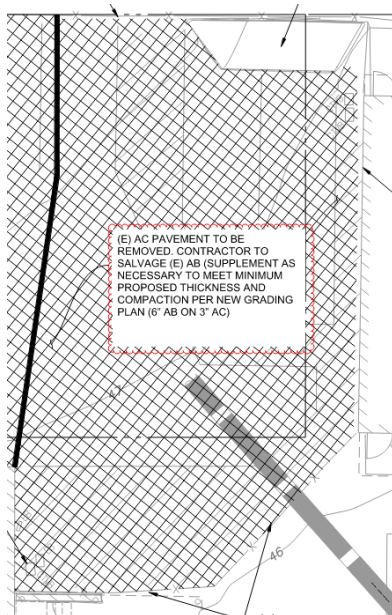 (E) AC PAVEMENT TO BE
REMOVED. CONTRACTOR TO
SALVAGE (E) AB (SUPPLEMENT AS
NECESSARY TO MEET MINIMUM
PROPOSED THICKNESS AND
COMPACTION PER NEW GRADING
PLAN (6" AB ON 3" AC)
47
46